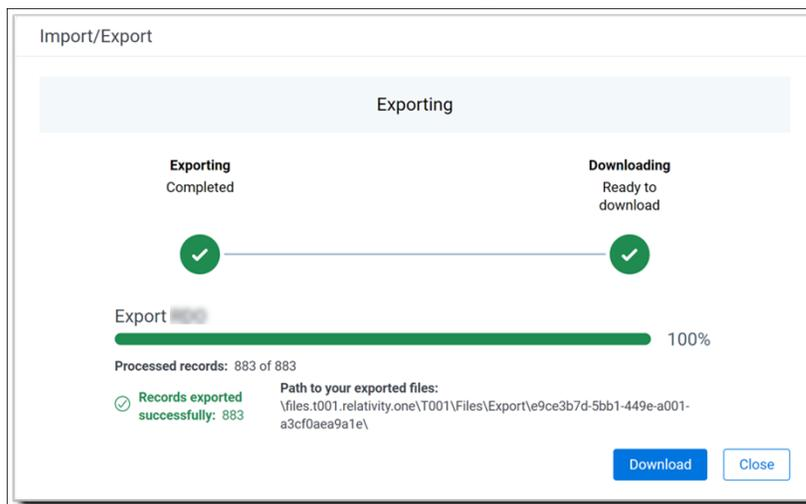 Import/Export
Exporting
Exporting
Completed
Downloading
Ready to
download
Export
100%
Processed records: 883 of 883
Records exported
successfully: 883
Path to your exported files:
\files.t001.relativity.one\T001\Files\Export\e9ce3b7d-5bb1-449e-a001-
a3cf0aea9a1e\
Download
Close